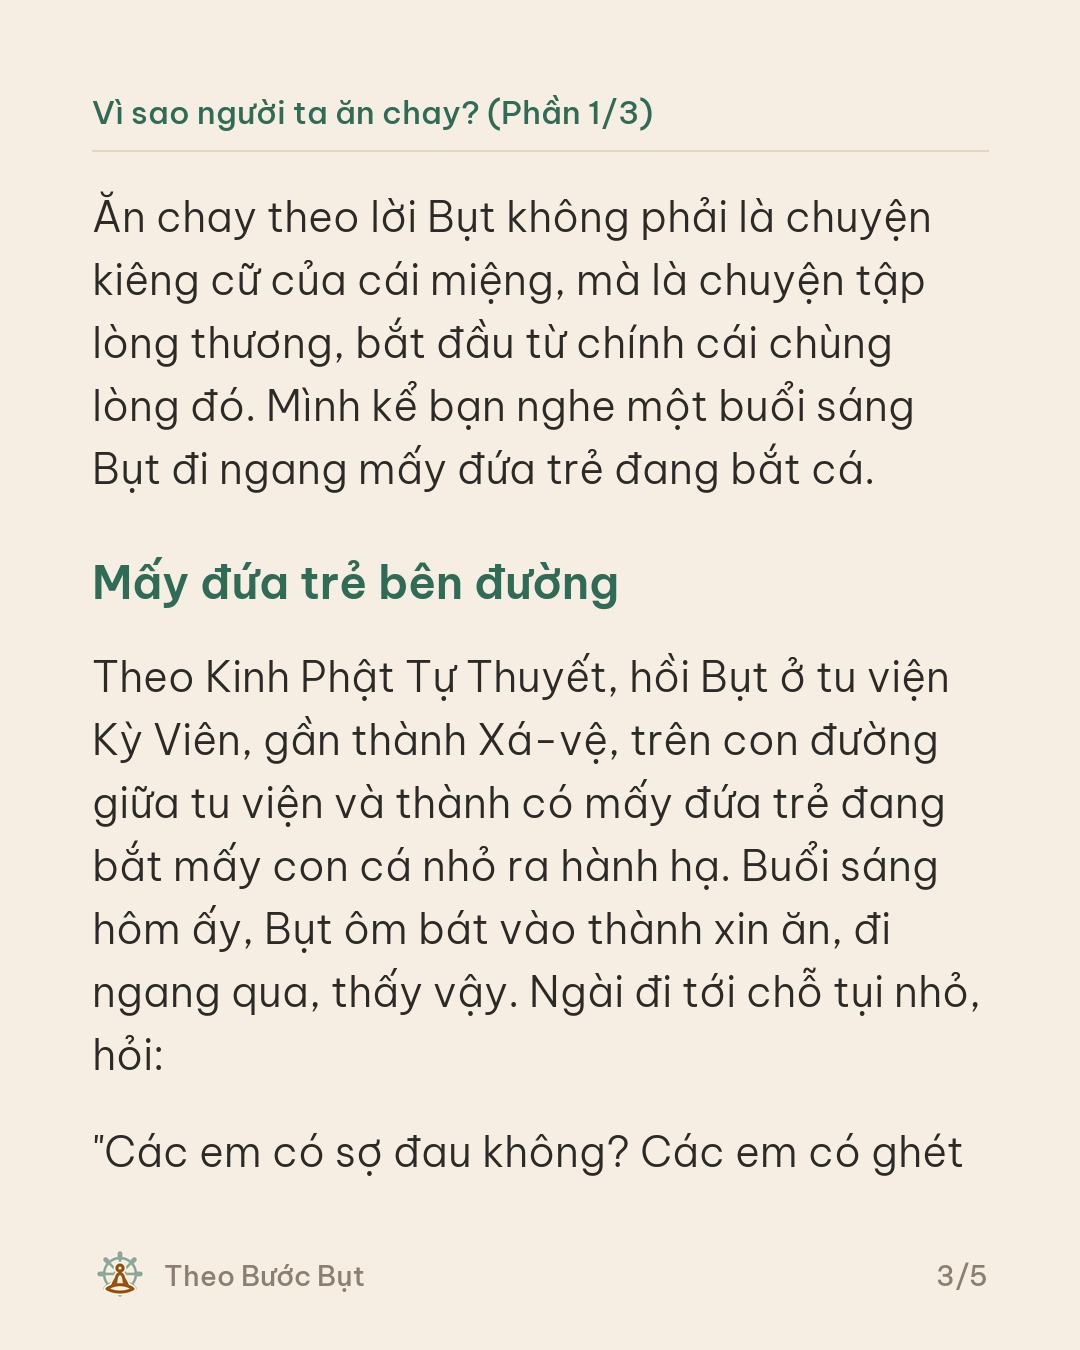 Vì sao người ta ăn chay? (Phần 1/3)
Ăn chay theo lời Bụt không phải là chuyện
kiêng cữ của cái miệng, mà là chuyện tập
lòng thương, bắt đầu từ chính cái chùng
lòng đó. Mình kể bạn nghe một buổi sáng
Bụt đi ngang mấy đứa trẻ đang bắt cá.
Mấy đứa trẻ bên đường
Theo Kinh Phật Tự Thuyết, hồi Bụt ở tu viện
Kỳ Viên, gần thành Xá-vệ, trên con đường
giữa tu viện và thành có mấy đứa trẻ đang
bắt mấy con cá nhỏ ra hành hạ. Buổi sáng
hôm ấy, Bụt ôm bát vào thành xin ăn, đi
ngang qua, thấy vậy. Ngài đi tới chỗ tụi nhỏ,
hỏi:
"Các em có sợ đau không? Các em có ghét
Theo Bước Bụt
3/5